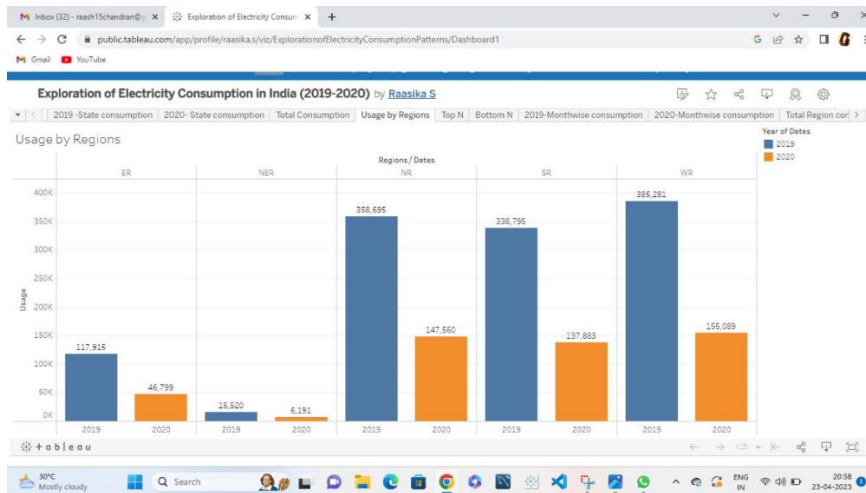 Inbox (32) - raash15chandran@g
Exploration of Electricity Consum
public.tableau.com/app/profile/raasika.s/viz/ExplorationofElectricityConsumptionPatterns/Dashboard1
Gmail
YouTube
Exploration of Electricity Consumption in India (2019-2020) by Raasika S
2019 -State consumption 2020- State consumption Total Consumption Usage by Regions Top N Bottom N 2019-Monthwise consumption 2020-Monthwise consumption Total Region con
Usage by Regions
Year of Dates
2019
2020
Regions / Dates
ER NER NR SR WR
Usage
400K
350K
300K
250K
200K
150K
100K
50K
0K
117,915
46,799
15,520
6,191
358,695
147,560
338,795
137,883
385,281
155,089
2019 2020 2019 2020 2019 2020 2019 2020 2019 2020
+ableau
30°C
Mostly cloudy
Search
ENG
IN
20:58
23-04-2023